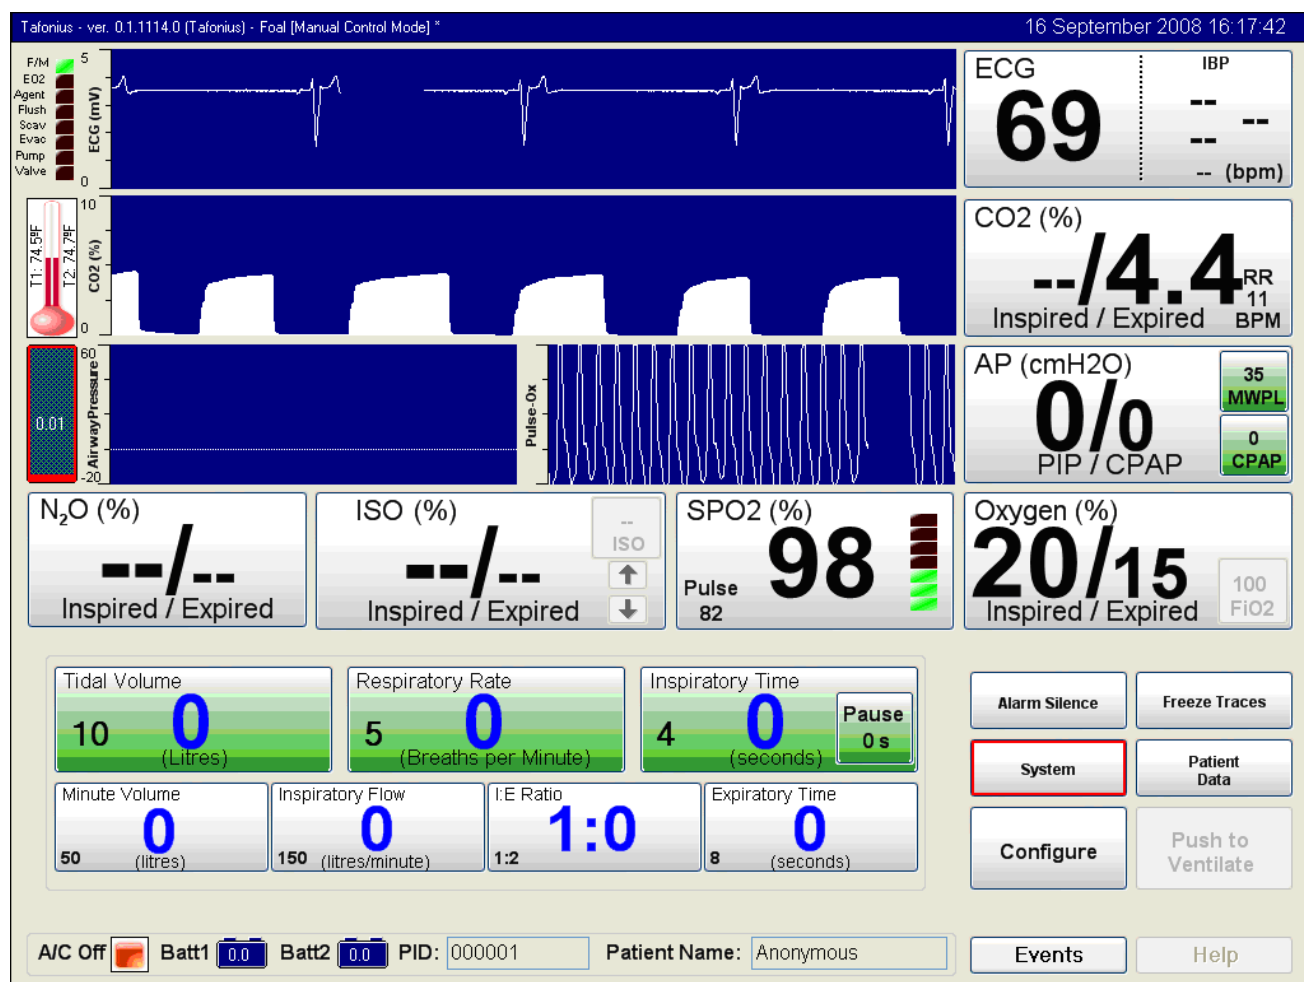 Tafonius - ver. 0.1.1114.0 (Tafonius) - Foal [Manual Control Mode] *
16 September 2008 16:17:42
F/M
EO2
Agent
Flush
Scav
Evac
Pump
Valve
5
ECG (mV)
0
ECG
69
IBP
--
--
--
-- (bpm)
T1: 74.5ºF
T2: 74.7ºF
10
CO2 (%)
0
CO2 (%)
--/4.4
RR
11
BPM
Inspired / Expired
0.01
60
AirwayPressure
-20
Pulse-Ox
AP (cmH2O)
0/0
PIP / CPAP
35
MWPL
0
CPAP
N2O (%)
--/--
Inspired / Expired
ISO (%)
--/--
Inspired / Expired
--
ISO
SPO2 (%)
98
Pulse
82
Oxygen (%)
20/15
Inspired / Expired
100
FiO2
Tidal Volume
10 0
(Litres)
Respiratory Rate
5 0
(Breaths per Minute)
Inspiratory Time
4 0
(seconds)
Pause
0 s
Minute Volume
0
50 (litres)
Inspiratory Flow
0
150 (litres/minute)
I:E Ratio
1:0
1:2
Expiratory Time
0
8 (seconds)
Alarm Silence
Freeze Traces
System
Patient
Data
Configure
Push to
Ventilate
A/C Off Batt1 0.0 Batt2 0.0 PID: 000001 Patient Name: Anonymous
Events
Help